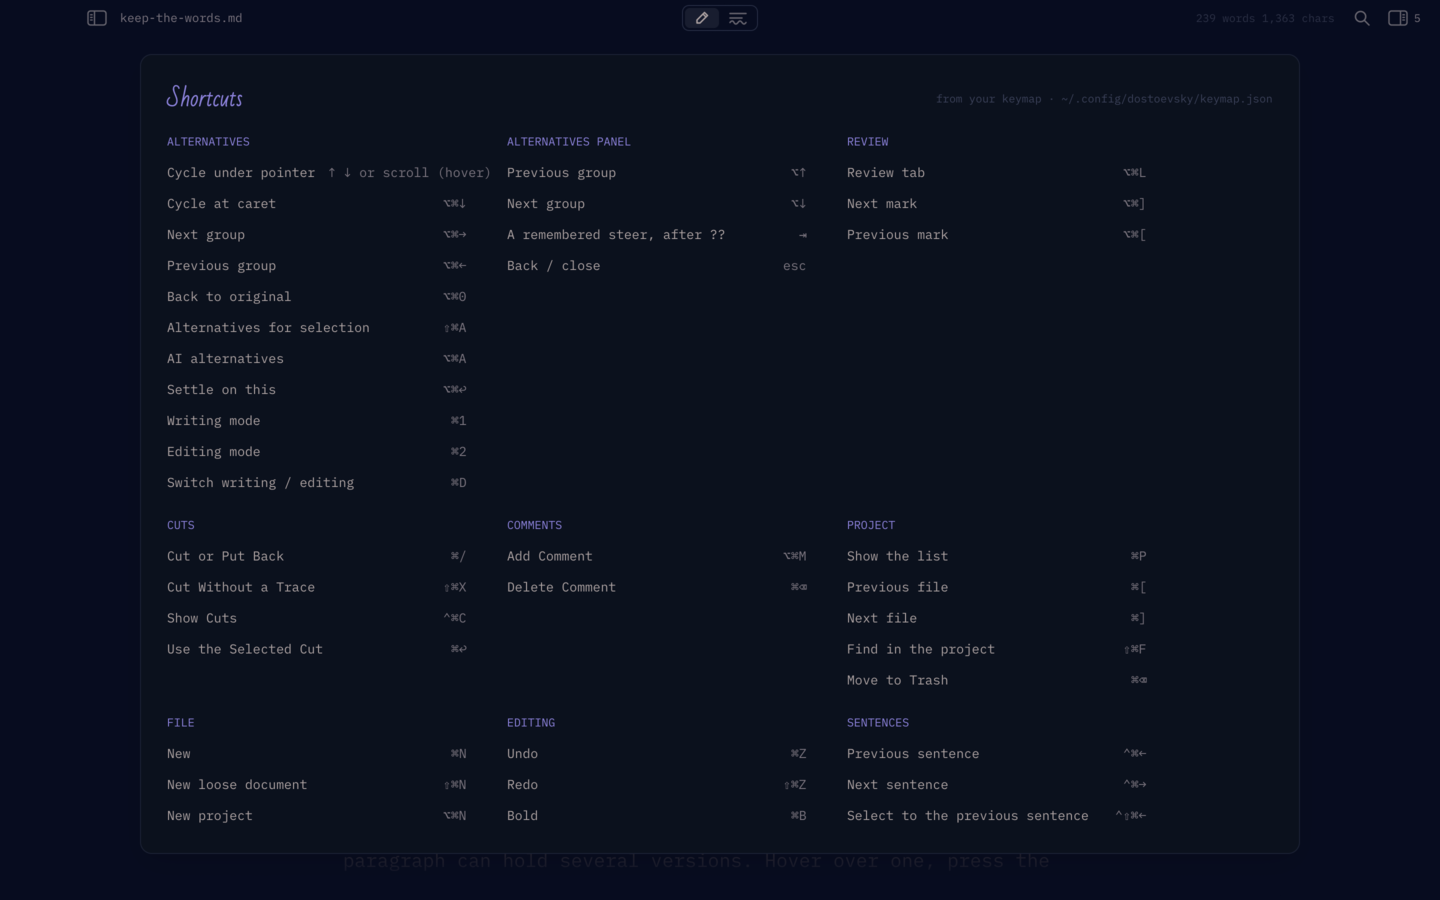 keep-the-words.md
239 words 1,363 chars
5
Shortcuts
from your keymap · ~/.config/dostoevsky/keymap.json
ALTERNATIVES
Cycle under pointer ↑ ↓ or scroll (hover)
Cycle at caret ⌥⌘↓
Next group ⌥⌘→
Previous group ⌥⌘←
Back to original ⌥⌘0
Alternatives for selection ⇧⌘A
AI alternatives ⌥⌘A
Settle on this ⌥⌘↩
Writing mode ⌘1
Editing mode ⌘2
Switch writing / editing ⌘D
ALTERNATIVES PANEL
Previous group ⌥↑
Next group ⌥↓
A remembered steer, after ?? ⇥
Back / close esc
REVIEW
Review tab ⌥⌘L
Next mark ⌥⌘]
Previous mark ⌥⌘[
CUTS
Cut or Put Back ⌘/
Cut Without a Trace ⇧⌘X
Show Cuts ^⌘C
Use the Selected Cut ⌘↩
COMMENTS
Add Comment ⌥⌘M
Delete Comment ⌘⌫
PROJECT
Show the list ⌘P
Previous file ⌘[
Next file ⌘]
Find in the project ⇧⌘F
Move to Trash ⌘⌫
FILE
New ⌘N
New loose document ⇧⌘N
New project ⌥⌘N
EDITING
Undo ⌘Z
Redo ⇧⌘Z
Bold ⌘B
SENTENCES
Previous sentence ^⌘←
Next sentence ^⌘→
Select to the previous sentence ^⇧⌘←
paragraph can hold several versions. Hover over one, press the